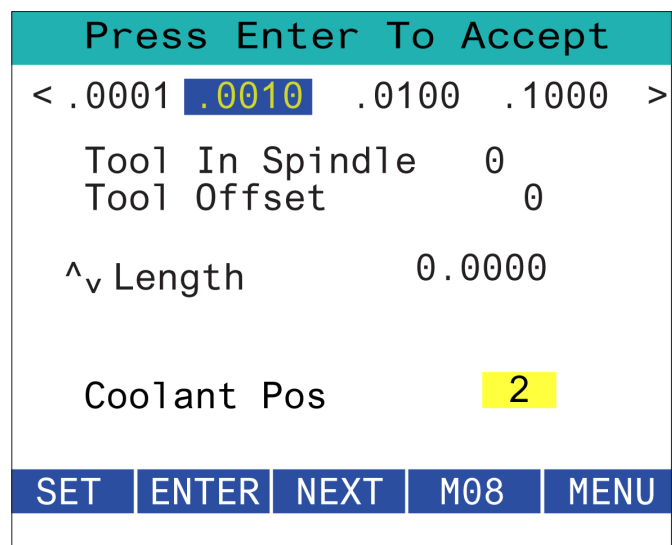 Press Enter To Accept
< .0001 .0010 .0100 .1000 >
Tool In Spindle 0
Tool Offset 0
^v Length 0.0000
Coolant Pos 2
SET ENTER NEXT M08 MENU